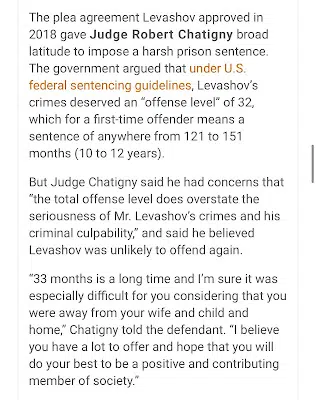 The plea agreement Levashov approved in
2018 gave Judge Robert Chatigny broad
latitude to impose a harsh prison sentence.
The government argued that under U.S.
federal sentencing guidelines, Levashov's
crimes deserved an "offense level" of 32,
which for a first-time offender means a
sentence of anywhere from 121 to 151
months (10 to 12 years).
But Judge Chatigny said he had concerns that
"the total offense level does overstate the
seriousness of Mr. Levashov's crimes and his
criminal culpability," and said he believed
Levashov was unlikely to offend again.
"33 months is a long time and I'm sure it was
especially difficult for you considering that you
were away from your wife and child and
home," Chatigny told the defendant. "I believe
you have a lot to offer and hope that you will
do your best to be a positive and contributing
member of society."